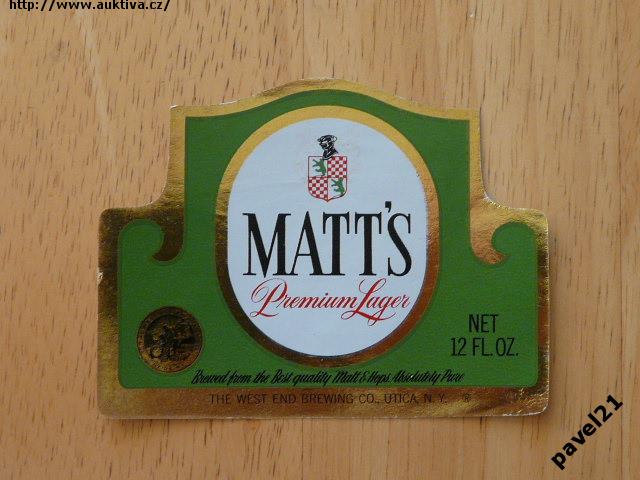 http://www.auktiva.cz/
MATT'S
Premium Lager
NET
12 FL. OZ.
Brewed from the Best quality Malt & Hops. Absolutely Pure
THE WEST END BREWING CO., UTICA, N.Y. ®
pavel21